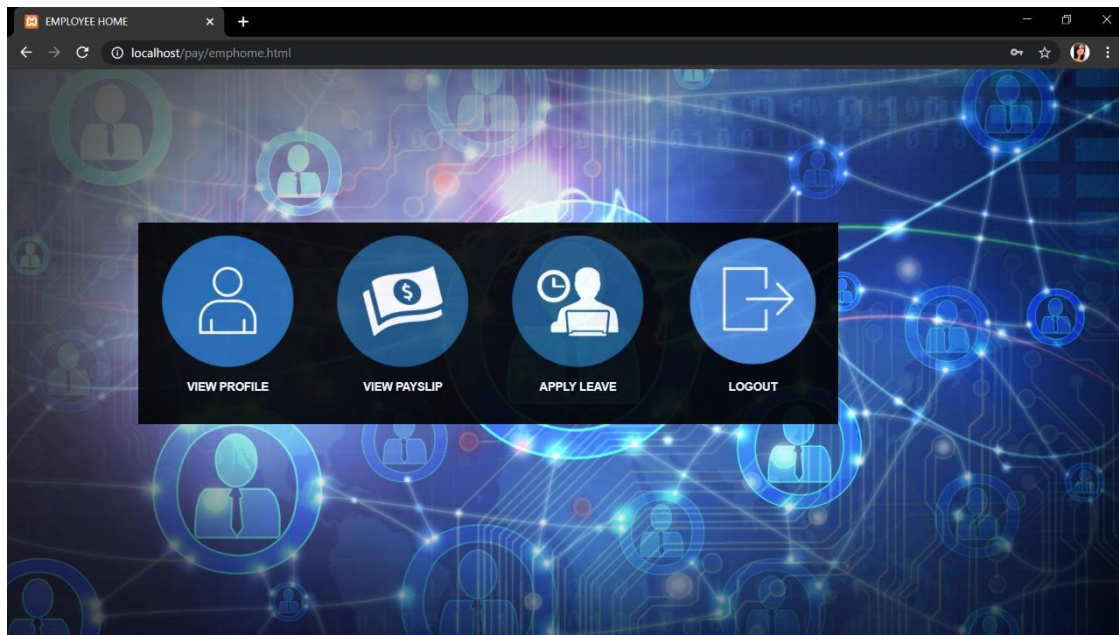 EMPLOYEE HOME
localhost/pay/emphome.html
VIEW PROFILE
VIEW PAYSLIP
APPLY LEAVE
LOGOUT